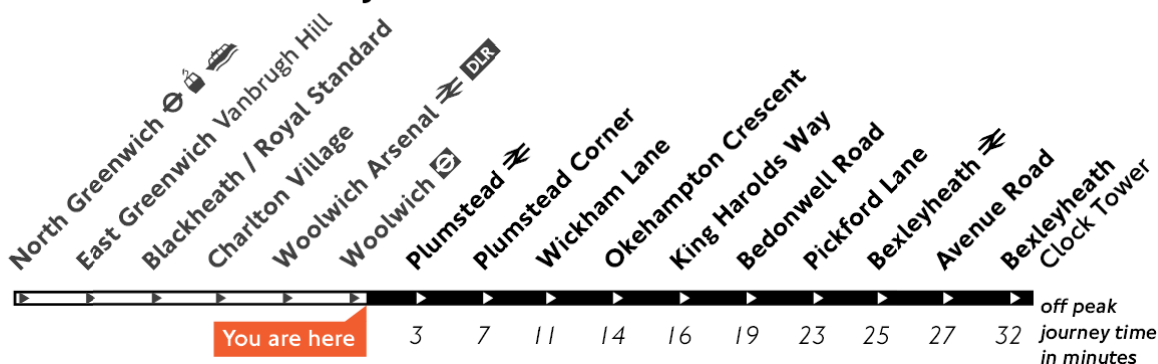 North Greenwich
East Greenwich Vanbrugh Hill
Blackheath / Royal Standard
Charlton Village
Woolwich Arsenal DLR
Woolwich
Plumstead
Plumstead Corner
Wickham Lane
Okehampton Crescent
King Harolds Way
Bedonwell Road
Pickford Lane
Bexleyheath
Avenue Road
Bexleyheath
Clock Tower
You are here
3 7 11 14 16 19 23 25 27 32
off peak
journey time
in minutes